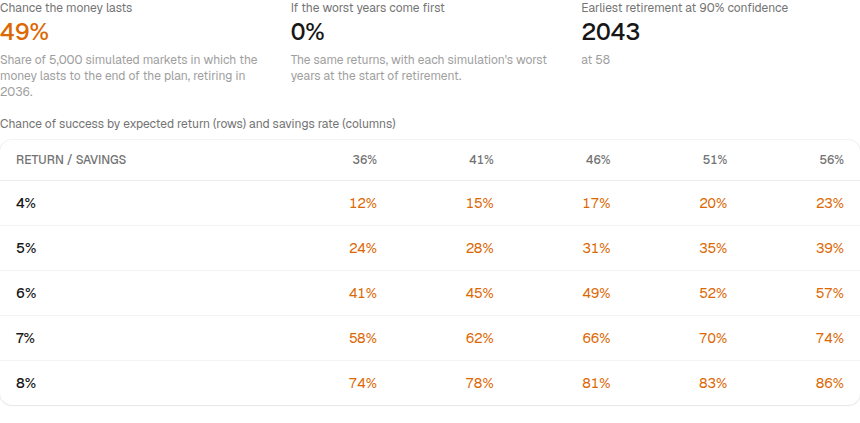 Chance the money lasts
49%
Share of 5,000 simulated markets in which the
money lasts to the end of the plan, retiring in
2036.
If the worst years come first
0%
The same returns, with each simulation's worst
years at the start of retirement.
Earliest retirement at 90% confidence
2043
at 58
Chance of success by expected return (rows) and savings rate (columns)
RETURN / SAVINGS 36% 41% 46% 51% 56%
4% 12% 15% 17% 20% 23%
5% 24% 28% 31% 35% 39%
6% 41% 45% 49% 52% 57%
7% 58% 62% 66% 70% 74%
8% 74% 78% 81% 83% 86%